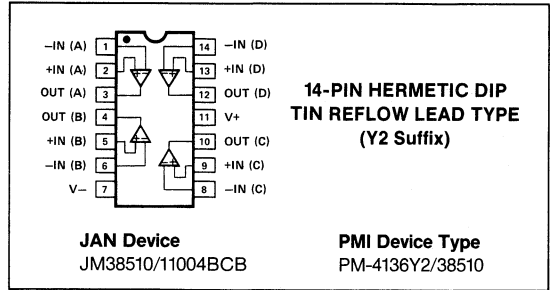 −IN (A) 1 14 −IN (D)
+IN (A) 2 13 +IN (D)
OUT (A) 3 12 OUT (D)
OUT (B) 4 11 V+
+IN (B) 5 10 OUT (C)
−IN (B) 6 9 +IN (C)
V− 7 8 −IN (C)
14-PIN HERMETIC DIP
TIN REFLOW LEAD TYPE
(Y2 Suffix)
JAN Device
JM38510/11004BCB
PMI Device Type
PM-4136Y2/38510